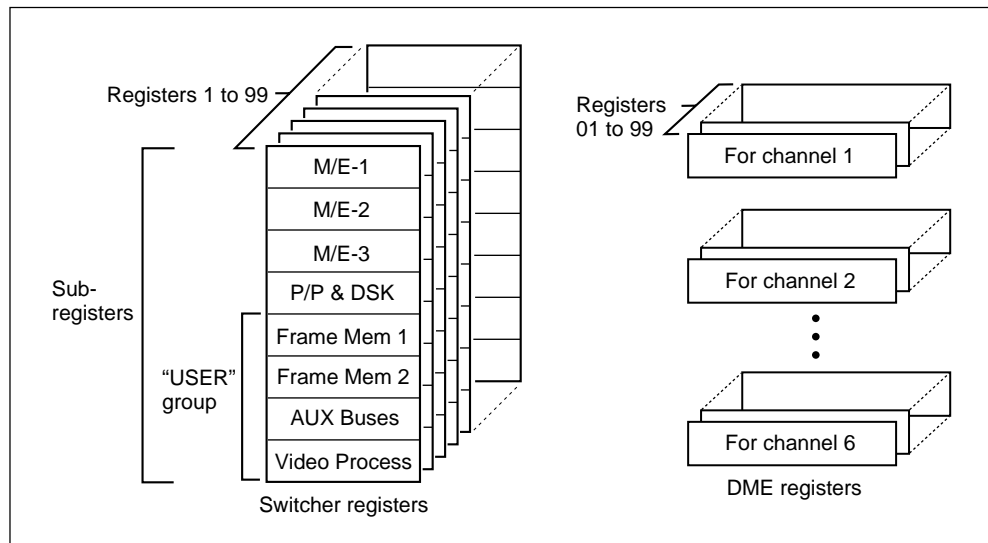 Registers 1 to 99
M/E-1
M/E-2
M/E-3
P/P & DSK
Frame Mem 1
Frame Mem 2
AUX Buses
Video Process
Sub-
registers
“USER”
group
Switcher registers
Registers
01 to 99
For channel 1
For channel 2
For channel 6
DME registers